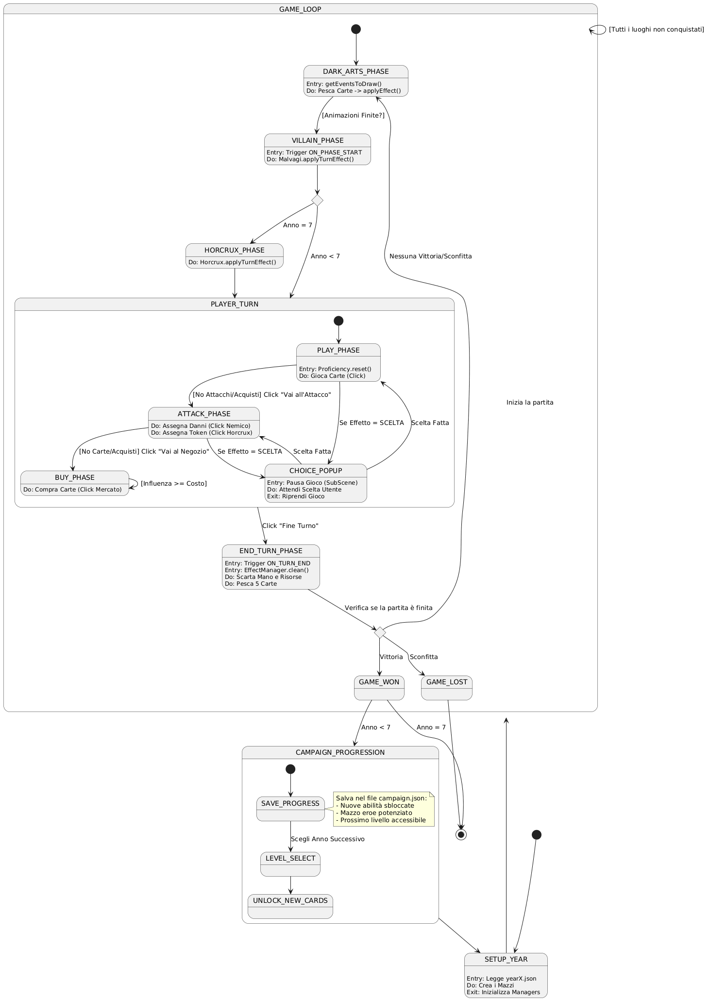 GAME_LOOP
[Tutti i luoghi non conquistati]
DARK_ARTS_PHASE
Entry: getEventsToDraw()
Do: Pesca Carte -> applyEffect()
[Animazioni Finite?]
VILLAIN_PHASE
Entry: Trigger ON_PHASE_START
Do: Malvagi.applyTurnEffect()
Anno = 7
HORCRUX_PHASE
Do: Horcrux.applyTurnEffect()
Anno < 7
Nessuna Vittoria/Sconfitta
PLAYER_TURN
PLAY_PHASE
Entry: Proficiency.reset()
Do: Gioca Carte (Click)
[No Attacchi/Acquisti] Click "Vai all'Attacco"
Inizia la partita
ATTACK_PHASE
Do: Assegna Danni (Click Nemico)
Do: Assegna Token (Click Horcrux)
Se Effetto = SCELTA
Scelta Fatta
[No Carte/Acquisti] Click "Vai al Negozio"
Se Effetto = SCELTA
Scelta Fatta
BUY_PHASE
Do: Compra Carte (Click Mercato)
[Influenza >= Costo]
CHOICE_POPUP
Entry: Pausa Gioco (SubScene)
Do: Attendi Scelta Utente
Exit: Riprendi Gioco
Click "Fine Turno"
END_TURN_PHASE
Entry: Trigger ON_TURN_END
Entry: EffectManager.clean()
Do: Scarta Mano e Risorse
Do: Pesca 5 Carte
Verifica se la partita è finita
Vittoria
Sconfitta
GAME_WON
GAME_LOST
Anno < 7
Anno = 7
CAMPAIGN_PROGRESSION
SAVE_PROGRESS
Salva nel file campaign.json:
- Nuove abilità sbloccate
- Mazzo eroe potenziato
- Prossimo livello accessibile
Scegli Anno Successivo
LEVEL_SELECT
UNLOCK_NEW_CARDS
SETUP_YEAR
Entry: Legge yearX.json
Do: Crea i Mazzi
Exit: Inizializza Managers